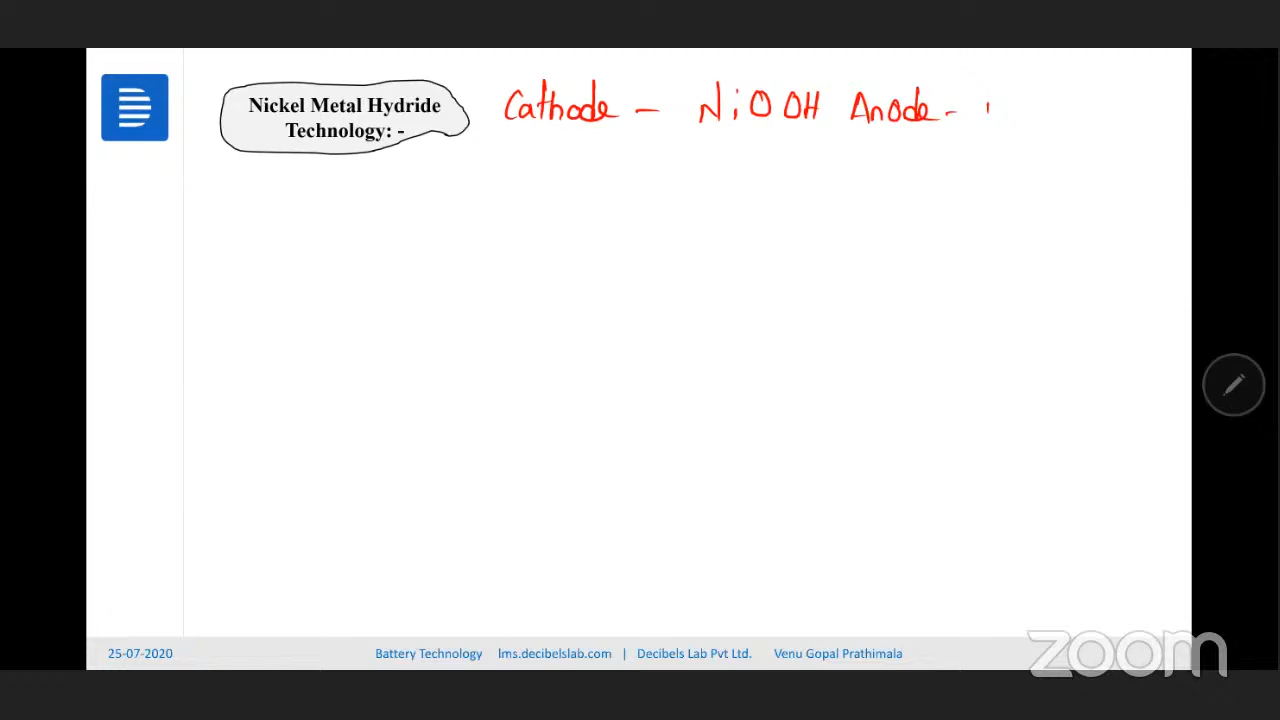 Nickel Metal Hydride
Technology: -
Cathode - NiOOH Anode -
25-07-2020 Battery Technology lms.decibelslab.com | Decibels Lab Pvt Ltd. Venu Gopal Prathimala
zoom